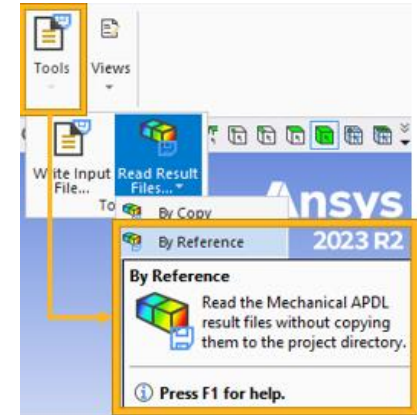 Tools
Views
Write Input
File...
Read Result
Files...
To
By Copy
By Reference
Ansys
2023 R2
By Reference
Read the Mechanical APDL
result files without copying
them to the project directory.
Press F1 for help.